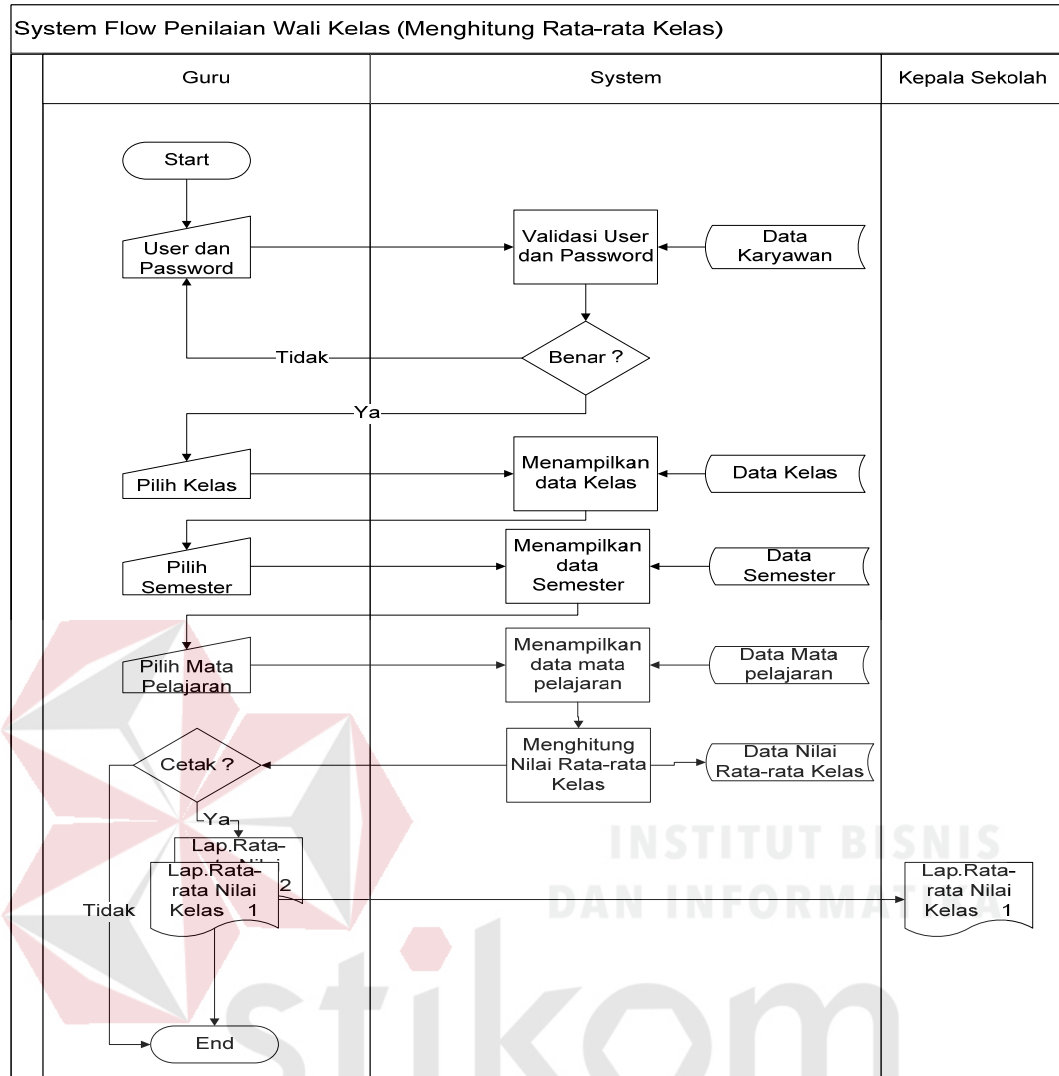 System Flow Penilaian Wali Kelas (Menghitung Rata-rata Kelas)
Guru
System
Kepala Sekolah
Start
User dan
Password
Validasi User
dan Password
Data
Karyawan
Benar ?
Tidak
Ya
Pilih Kelas
Menampilkan
data Kelas
Data Kelas
Pilih
Semester
Menampilkan
data
Semester
Data
Semester
Pilih Mata
Pelajaran
Menampilkan
data mata
pelajaran
Data Mata
pelajaran
Cetak ?
Menghitung
Nilai Rata-rata
Kelas
Data Nilai
Rata-rata Kelas
Ya
Lap.Rata-
2
Lap.Rata-
rata Nilai
Kelas 1
Tidak
Lap.Rata-
rata Nilai
Kelas 1
End
INSTITUT BISNIS
DAN INFORMATIKA
stikom